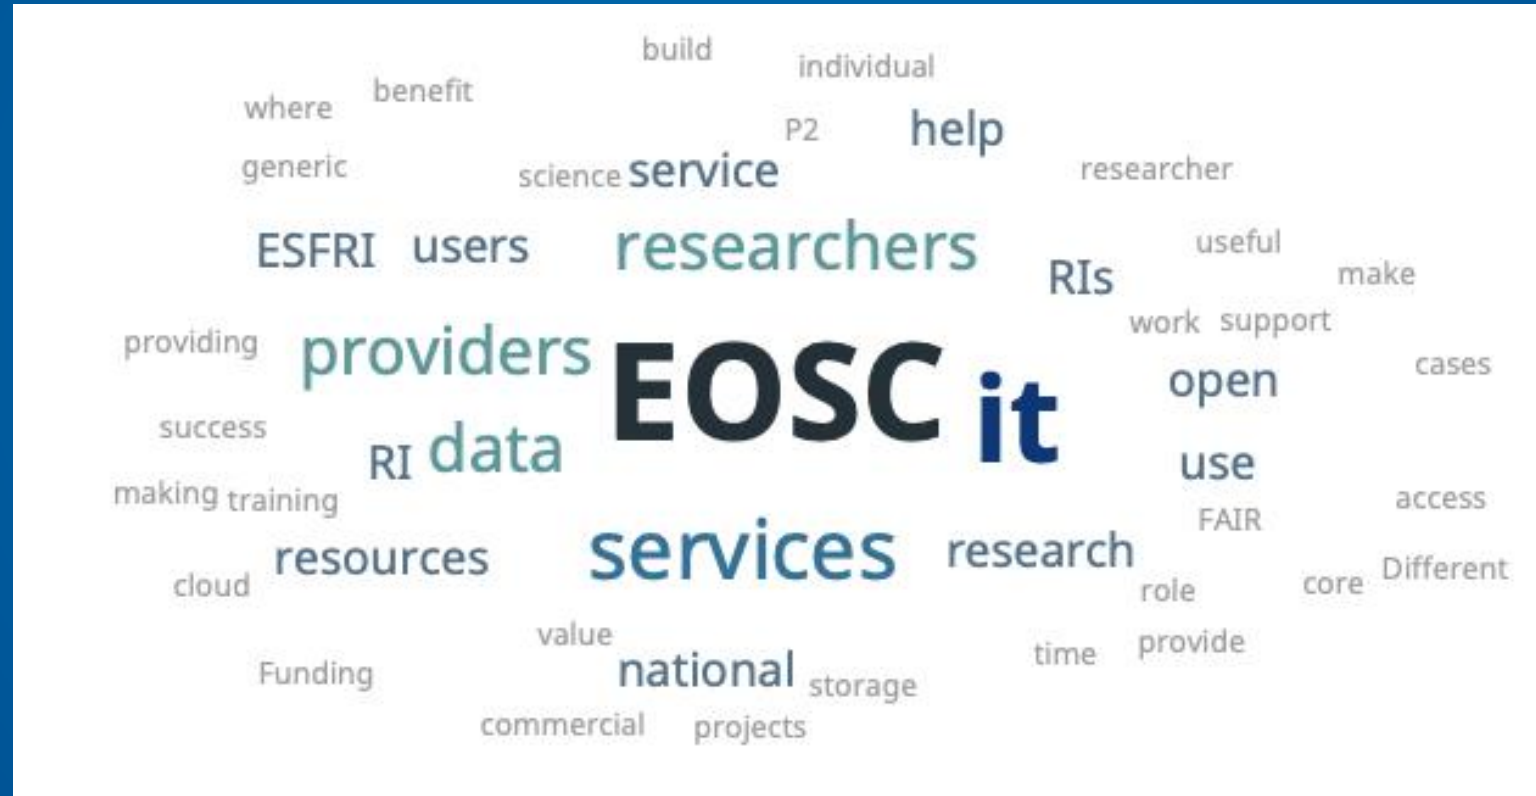 build
individual
benefit
where
P2
help
generic
science
service
researcher
ESFRI
users
researchers
useful
RIs
make
work
support
providing
providers
EOSC
it
open
cases
success
RI
data
use
making
training
access
FAIR
resources
services
research
cloud
role
core
Different
value
time
provide
Funding
national
storage
commercial
projects